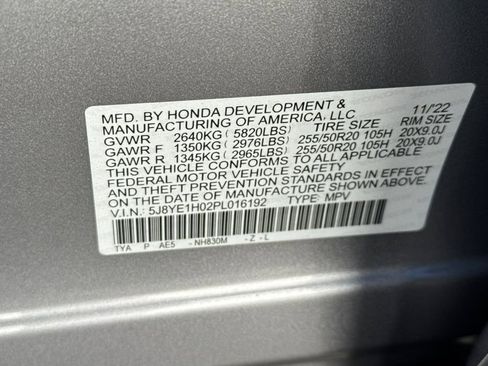 MFD. BY HONDA DEVELOPMENT & 11/'22
MANUFACTURING OF AMERICA, LLC
GVWR 2640KG ( 5820LBS) TIRE SIZE RIM SIZE
GAWR F 1350KG (2976LBS) 255/50R20 105H 20X9.0J
GAWR R 1345KG (2965LBS) 255/50R20 105H 20X9.0J
THIS VEHICLE CONFORMS TO ALL APPLICABLE
FEDERAL MOTOR VEHICLE SAFETY
STANDARDS IN EFFECT ON
THE DATE OF MANUFACTURE SHOWN ABOVE.
V.I.N.: 5J8YE1H02PL016192 TYPE: MPV
TYA P AE5 -NH830M -Z -L